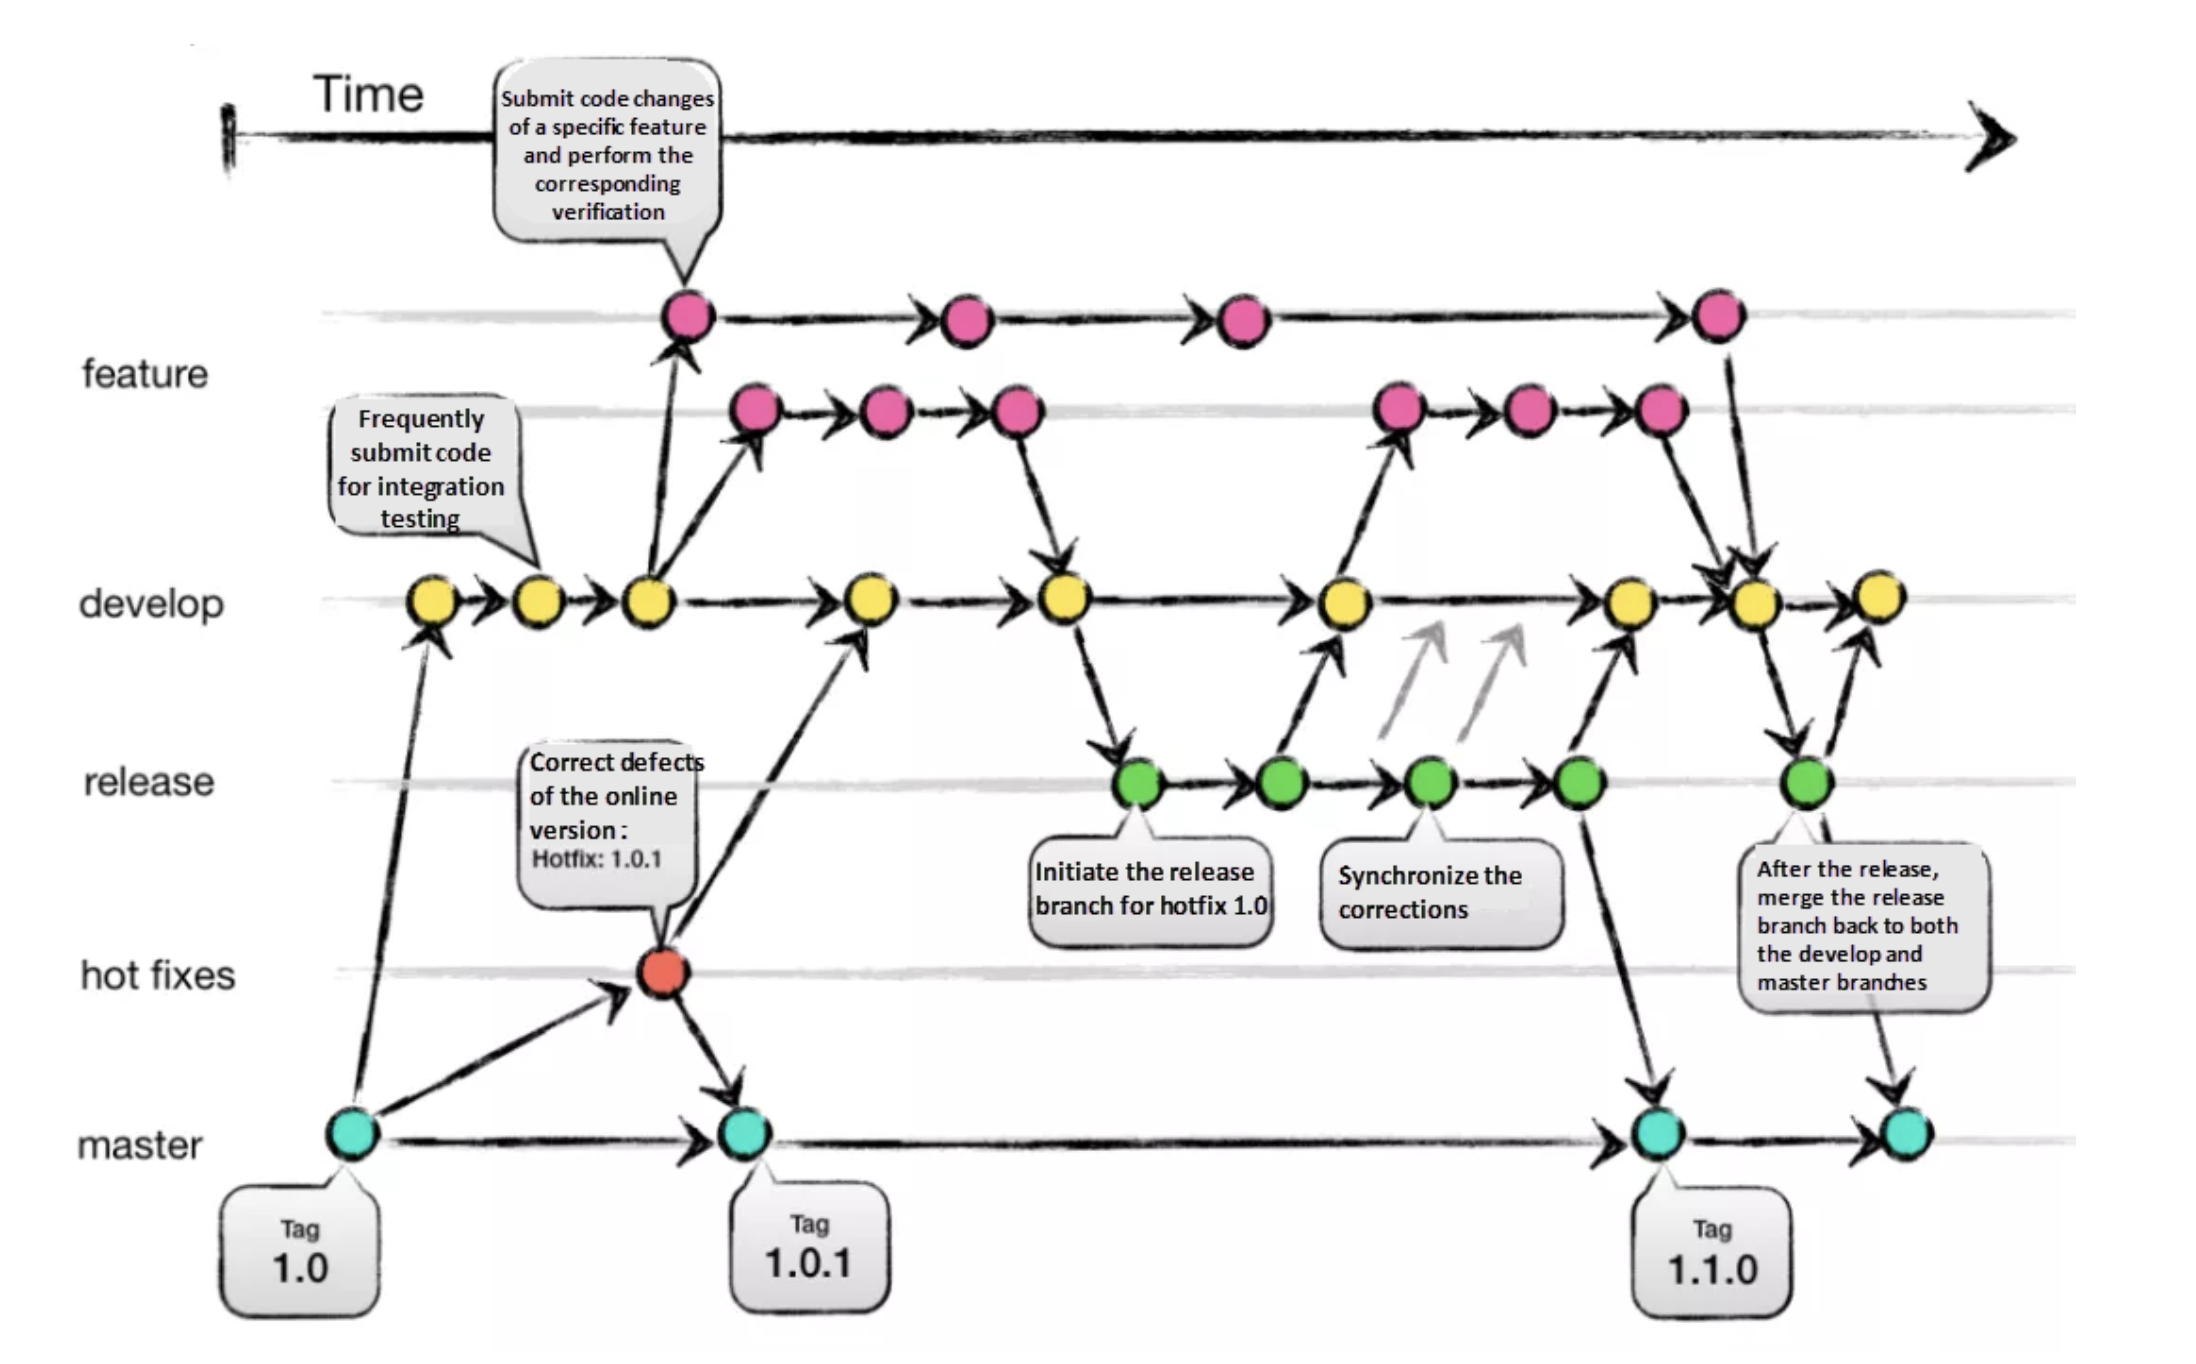 Time
Submit code changes
of a specific feature
and perform the
corresponding
verification
feature
Frequently
submit code
for integration
testing
develop
Correct defects
of the online
version :
Hotfix: 1.0.1
release
Initiate the release
branch for hotfix 1.0
Synchronize the
corrections
After the release,
merge the release
branch back to both
the develop and
master branches
hot fixes
master
Tag
1.0
Tag
1.0.1
Tag
1.1.0